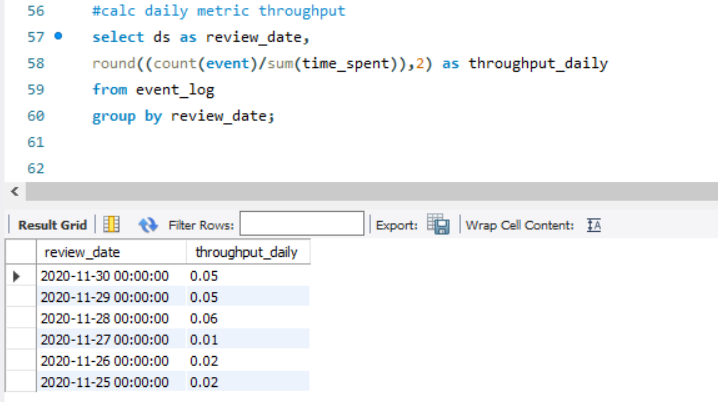 56 #calc daily metric throughput
57 select ds as review_date,
58 round((count(event)/sum(time_spent)),2) as throughput_daily
59 from event_log
60 group by review_date;
61
62
Result Grid Filter Rows: Export: Wrap Cell Content: IA
review_date throughput_daily
2020-11-30 00:00:00 0.05
2020-11-29 00:00:00 0.05
2020-11-28 00:00:00 0.06
2020-11-27 00:00:00 0.01
2020-11-26 00:00:00 0.02
2020-11-25 00:00:00 0.02